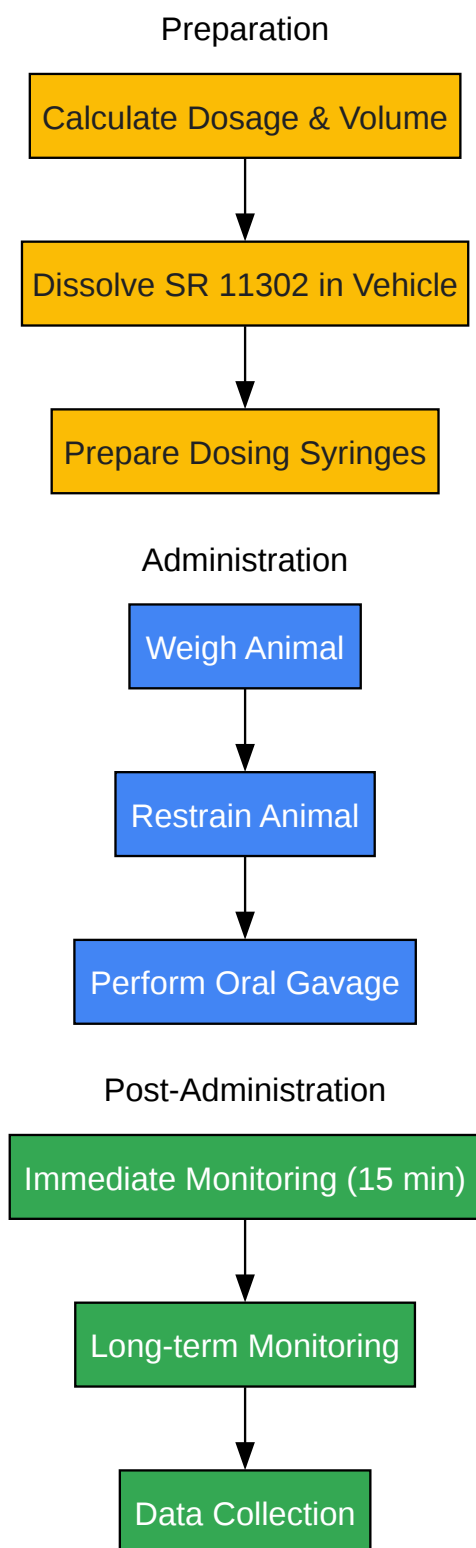 Preparation
Calculate Dosage & Volume
Dissolve SR 11302 in Vehicle
Prepare Dosing Syringes
Administration
Weigh Animal
Restrain Animal
Perform Oral Gavage
Post-Administration
Immediate Monitoring (15 min)
Long-term Monitoring
Data Collection